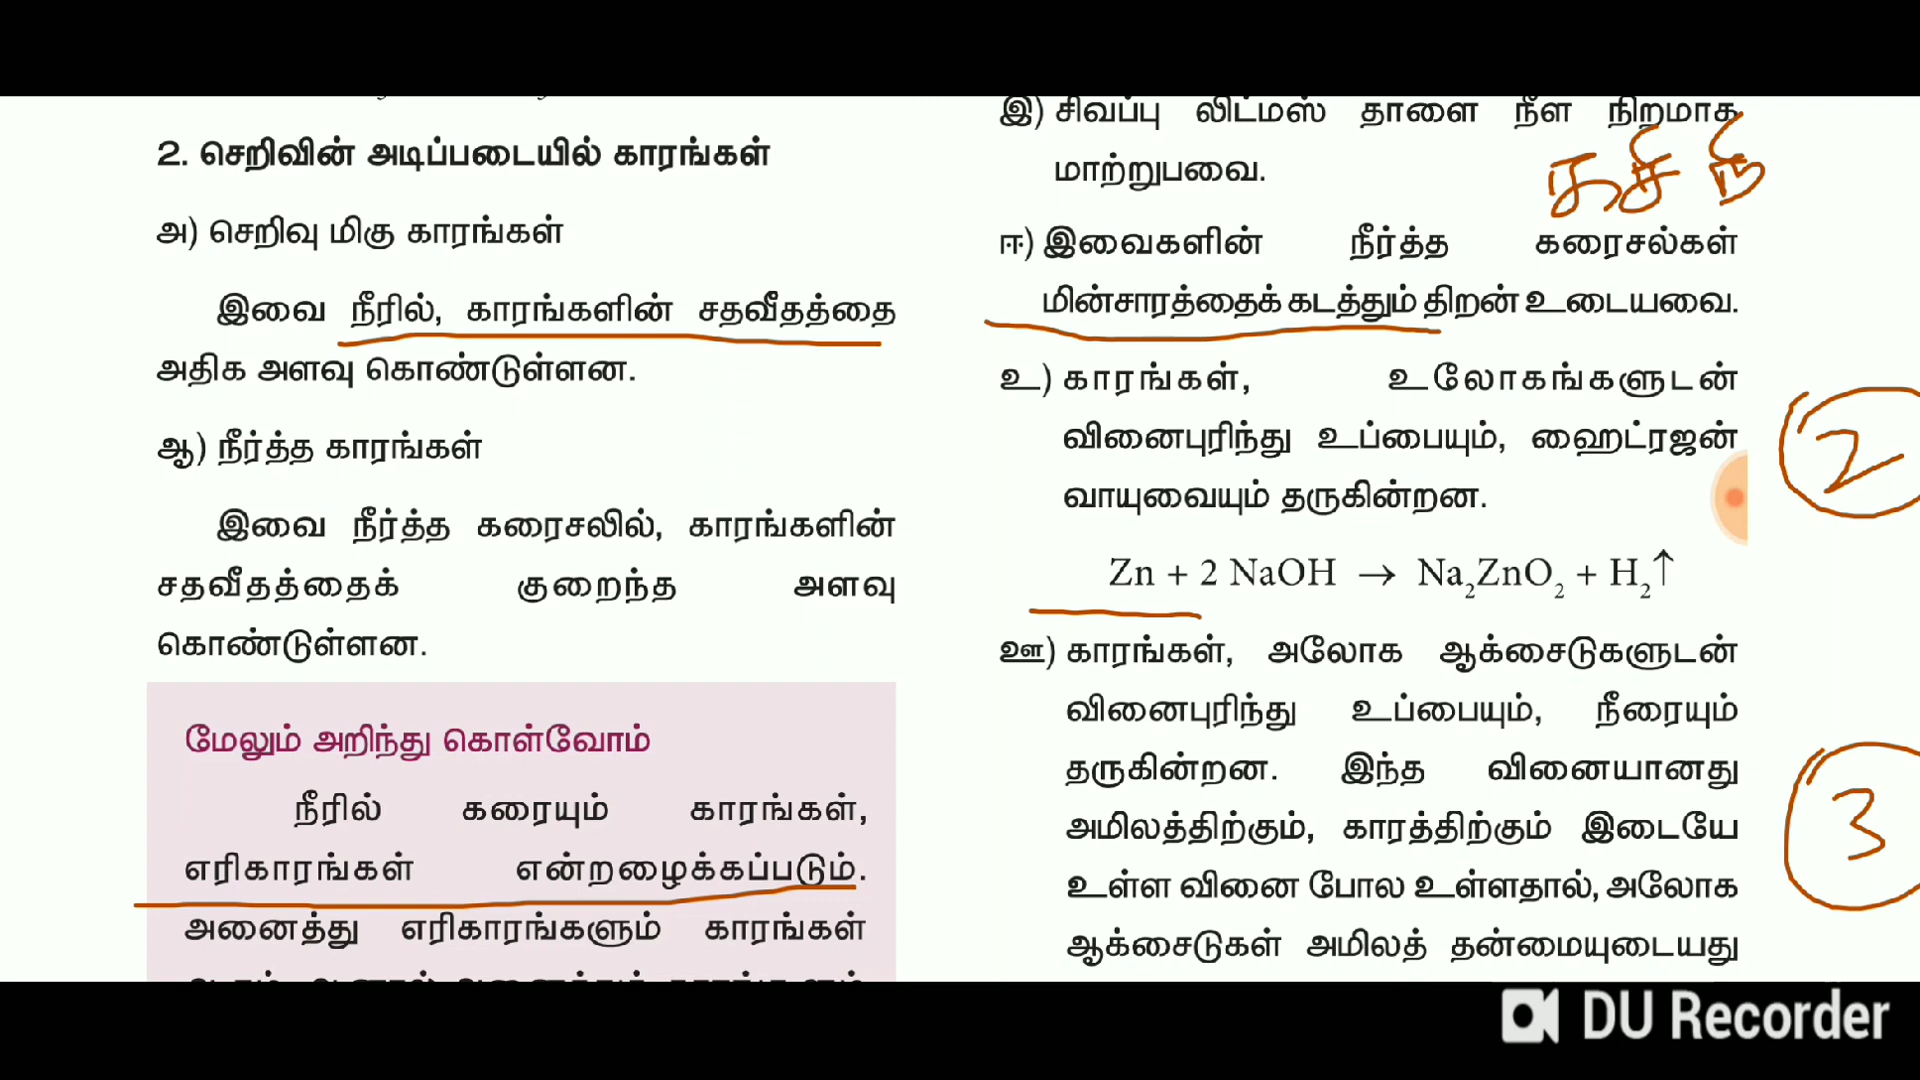 2. செறிவின் அடிப்படையில் காரங்கள்
அ) செறிவு மிகு காரங்கள்
இவை நீரில், காரங்களின் சதவீதத்தை
அதிக அளவு கொண்டுள்ளன.
ஆ) நீர்த்த காரங்கள்
இவை நீர்த்த கரைசலில், காரங்களின்
சதவீதத்தைக் குறைந்த அளவு
கொண்டுள்ளன.
மேலும் அறிந்து கொள்வோம்
நீரில் கரையும் காரங்கள்,
எரிகாரங்கள் என்றழைக்கப்படும்.
அனைத்து எரிகாரங்களும் காரங்கள்
இ) சிவப்பு லிட்மஸ் தாளை நீள நிறமாக
மாற்றுபவை.
க சி நி
ஈ) இவைகளின் நீர்த்த கரைசல்கள்
மின்சாரத்தைக் கடத்தும் திறன் உடையவை.
உ) காரங்கள், உலோகங்களுடன்
வினைபுரிந்து உப்பையும், ஹைட்ரஜன்
வாயுவையும் தருகின்றன.
2
Zn + 2 NaOH → Na₂ZnO₂ + H₂↑
ஊ) காரங்கள், அலோக ஆக்சைடுகளுடன்
வினைபுரிந்து உப்பையும், நீரையும்
தருகின்றன. இந்த வினையானது
அமிலத்திற்கும், காரத்திற்கும் இடையே
உள்ள வினை போல உள்ளதால், அலோக
ஆக்சைடுகள் அமிலத் தன்மையுடையது
3
DU Recorder